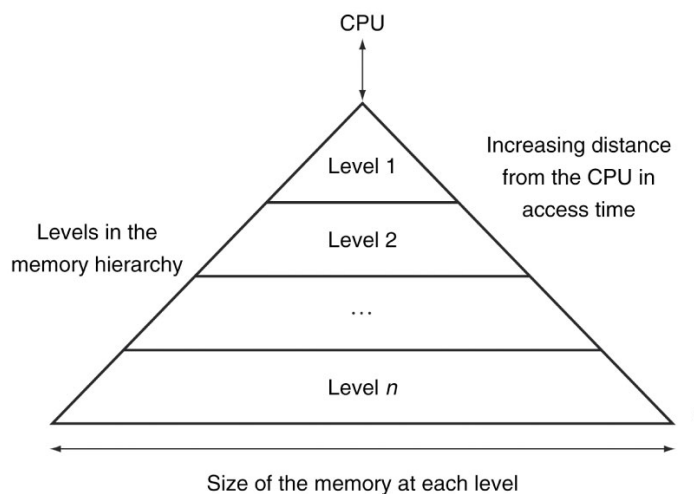 CPU
Level 1
Increasing distance
from the CPU in
access time
Levels in the
memory hierarchy
Level 2
...
Level n
Size of the memory at each level